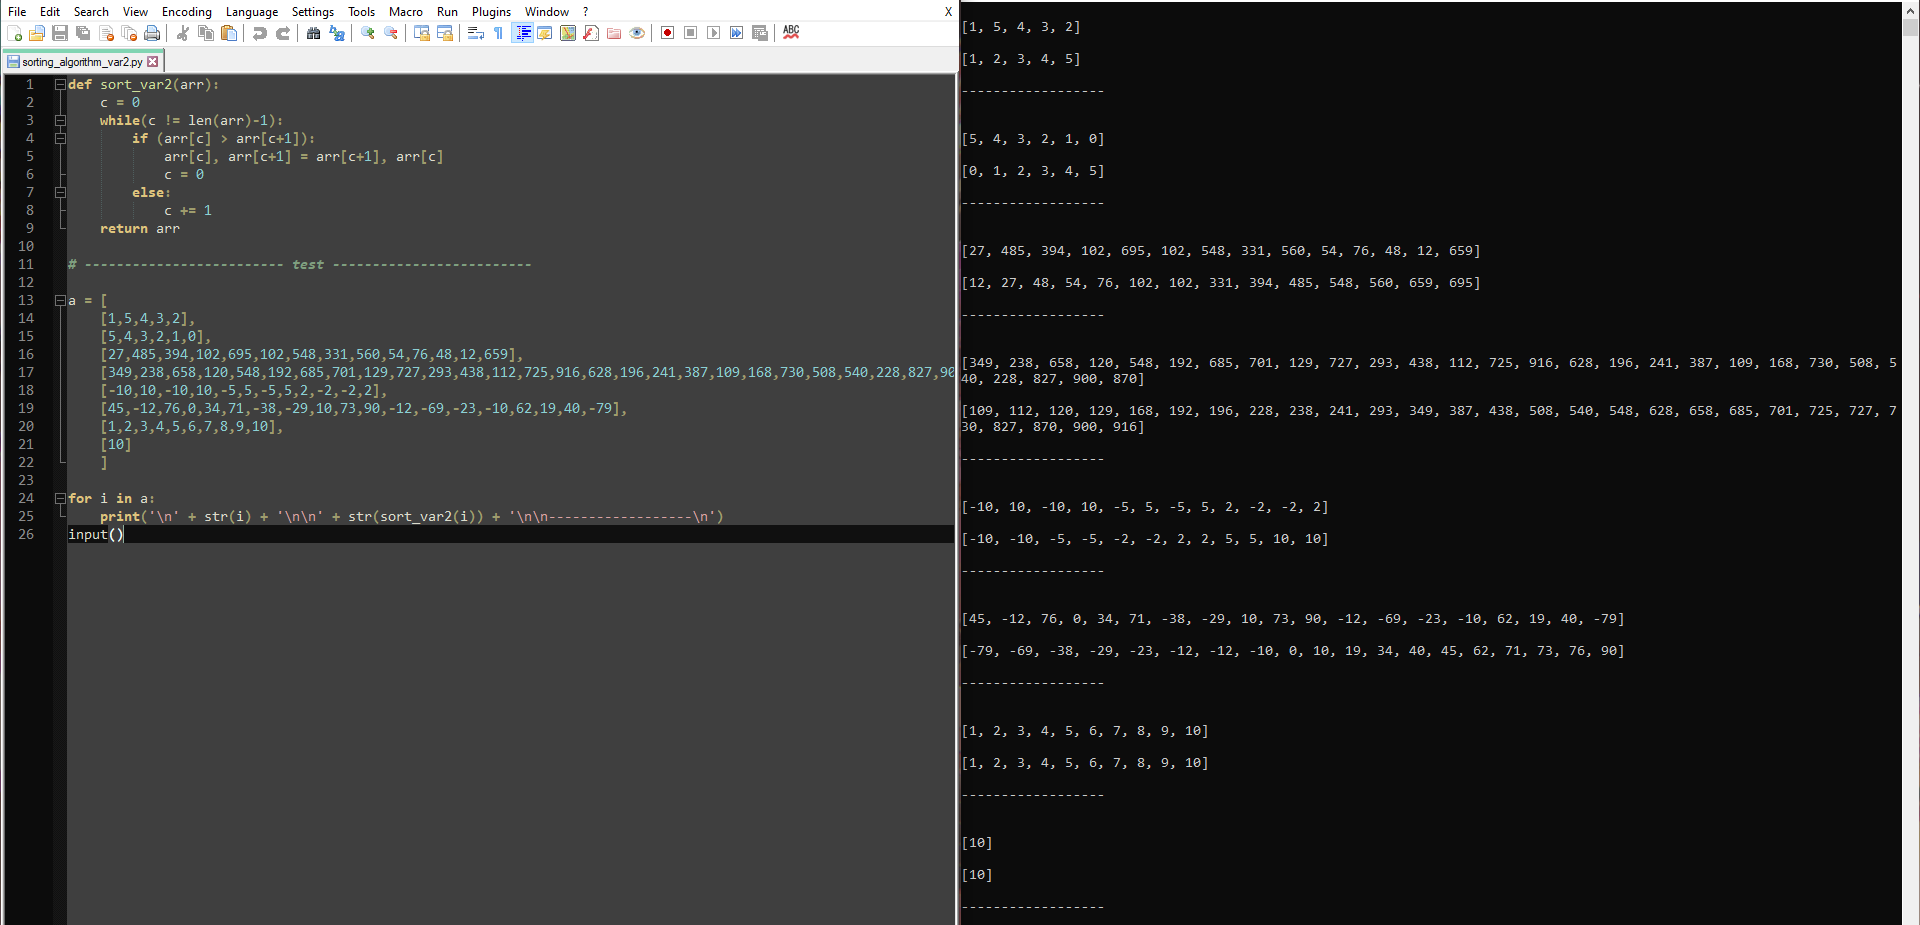 File Edit Search View Encoding Language Settings Tools Macro Run Plugins Window ? X
ABC
sorting_algorithm_var2.py
1 def sort_var2(arr):
2 c = 0
3 while(c != len(arr)-1):
4 if (arr[c] > arr[c+1]):
5 arr[c], arr[c+1] = arr[c+1], arr[c]
6 c = 0
7 else:
8 c += 1
9 return arr
10
11 # ------------------------- test -------------------------
12
13 a = [
14 [1,5,4,3,2],
15 [5,4,3,2,1,0],
16 [27,485,394,102,695,102,548,331,560,54,76,48,12,659],
17 [349,238,658,120,548,192,685,701,129,727,293,438,112,725,916,628,196,241,387,109,168,730,508,540,228,827,90
18 [-10,10,-10,10,-5,5,-5,5,2,-2,-2,2],
19 [45,-12,76,0,34,71,-38,-29,10,73,90,-12,-69,-23,-10,62,19,40,-79],
20 [1,2,3,4,5,6,7,8,9,10],
21 [10]
22 ]
23
24 for i in a:
25 print('\n' + str(i) + '\n\n' + str(sort_var2(i)) + '\n\n------------------\n')
26 input()
[1, 5, 4, 3, 2]
[1, 2, 3, 4, 5]
------------------
[5, 4, 3, 2, 1, 0]
[0, 1, 2, 3, 4, 5]
------------------
[27, 485, 394, 102, 695, 102, 548, 331, 560, 54, 76, 48, 12, 659]
[12, 27, 48, 54, 76, 102, 102, 331, 394, 485, 548, 560, 659, 695]
------------------
[349, 238, 658, 120, 548, 192, 685, 701, 129, 727, 293, 438, 112, 725, 916, 628, 196, 241, 387, 109, 168, 730, 508, 5
40, 228, 827, 900, 870]
[109, 112, 120, 129, 168, 192, 196, 228, 238, 241, 293, 349, 387, 438, 508, 540, 548, 628, 658, 685, 701, 725, 727, 7
30, 827, 870, 900, 916]
------------------
[-10, 10, -10, 10, -5, 5, -5, 5, 2, -2, -2, 2]
[-10, -10, -5, -5, -2, -2, 2, 2, 5, 5, 10, 10]
------------------
[45, -12, 76, 0, 34, 71, -38, -29, 10, 73, 90, -12, -69, -23, -10, 62, 19, 40, -79]
[-79, -69, -38, -29, -23, -12, -12, -10, 0, 10, 19, 34, 40, 45, 62, 71, 73, 76, 90]
------------------
[1, 2, 3, 4, 5, 6, 7, 8, 9, 10]
[1, 2, 3, 4, 5, 6, 7, 8, 9, 10]
------------------
[10]
[10]
------------------